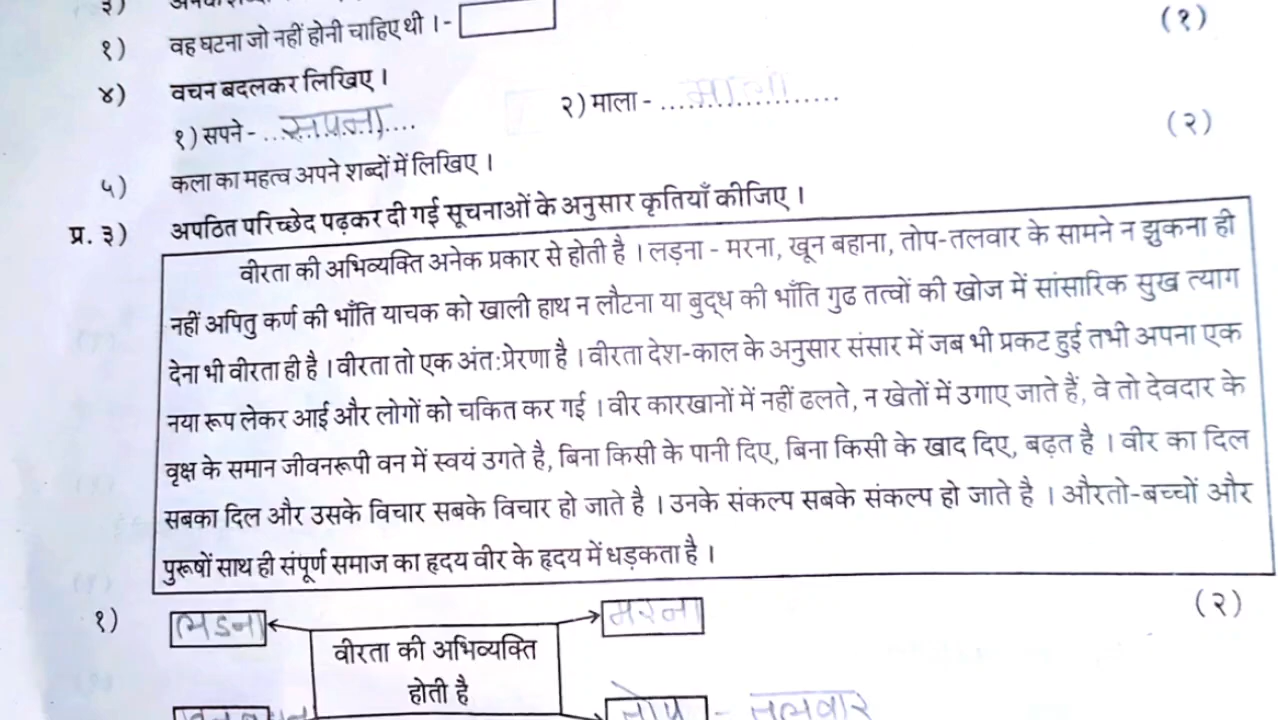 ३)
१) वह घटना जो नहीं होनी चाहिए थी ।- (१)
४) वचन बदलकर लिखिए ।
१) सपने - ...सपना.... २) माला - ....................
(२)
५) कला का महत्व अपने शब्दों में लिखिए ।
प्र. ३) अपठित परिच्छेद पढ़कर दी गई सूचनाओं के अनुसार कृतियाँ कीजिए ।
वीरता की अभिव्यक्ति अनेक प्रकार से होती है । लड़ना - मरना, खून बहाना, तोप-तलवार के सामने न झुकना ही
नहीं अपितु कर्ण की भाँति याचक को खाली हाथ न लौटना या बुद्ध की भाँति गुढ तत्वों की खोज में सांसारिक सुख त्याग
देना भी वीरता ही है । वीरता तो एक अंत:प्रेरणा है । वीरता देश-काल के अनुसार संसार में जब भी प्रकट हुई तभी अपना एक
नया रूप लेकर आई और लोगों को चकित कर गई । वीर कारखानों में नहीं ढलते, न खेतों में उगाए जाते हैं, वे तो देवदार के
वृक्ष के समान जीवनरूपी वन में स्वयं उगते है, बिना किसी के पानी दिए, बिना किसी के खाद दिए, बढ़त है । वीर का दिल
सबका दिल और उसके विचार सबके विचार हो जाते है । उनके संकल्प सबके संकल्प हो जाते है । औरतो-बच्चों और
पुरूषों साथ ही संपूर्ण समाज का हृदय वीर के हृदय में धड़कता है ।
१) लडना मरना (२)
वीरता की अभिव्यक्ति
होती है
तोप - तलवार